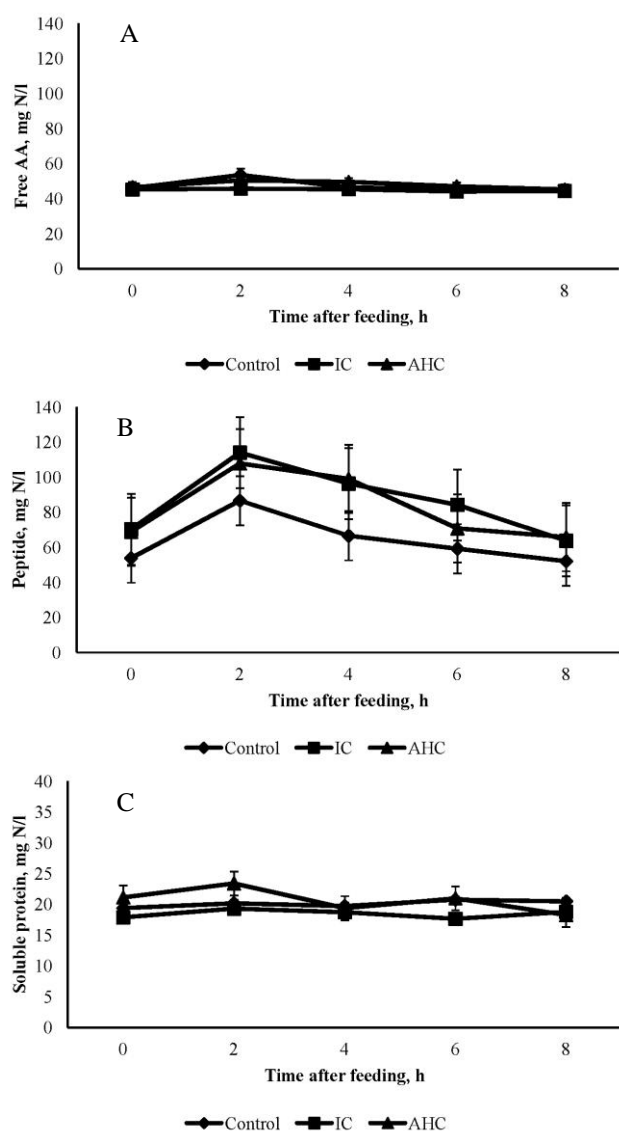 A
Free AA, mg N/l
140
120
100
80
60
40
20
0
0 2 4 6 8
Time after feeding, h
Control IC AHC
B
Peptide, mg N/l
140
120
100
80
60
40
20
0
0 2 4 6 8
Time after feeding, h
Control IC AHC
C
Soluble protein, mg N/l
40
35
30
25
20
15
10
5
0
0 2 4 6 8
Time after feeding, h
Control IC AHC